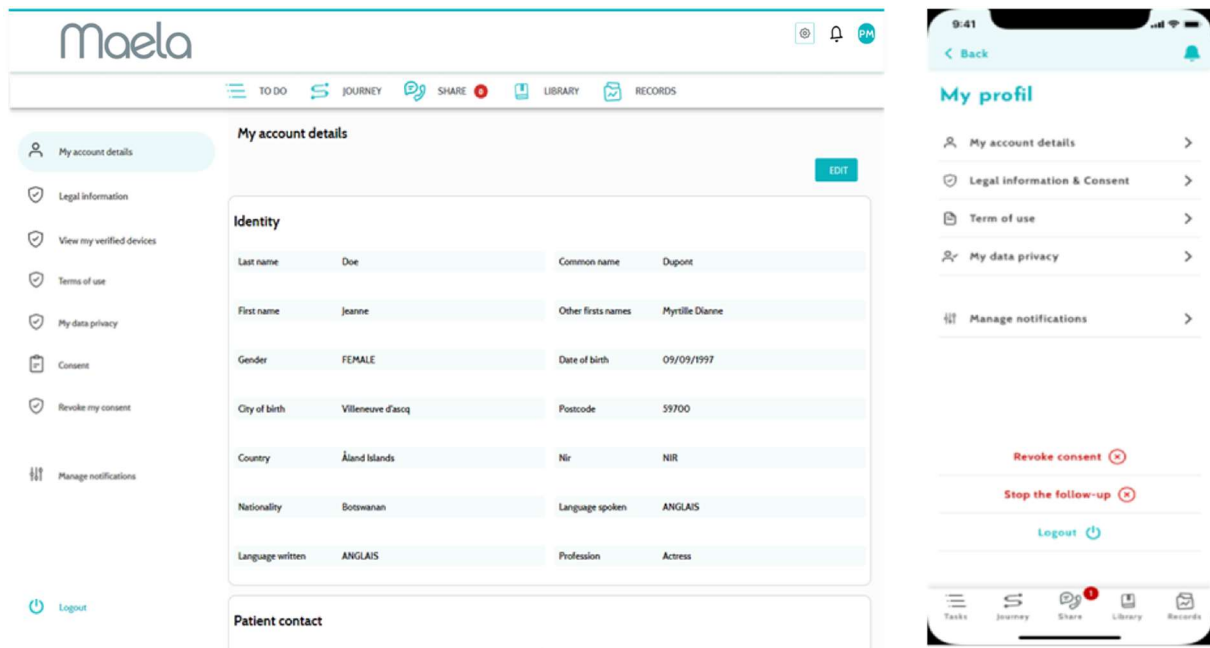 Maela
PM
TO DO JOURNEY SHARE 8 LIBRARY RECORDS
My account details
Legal information
View my verified devices
Terms of use
My data privacy
Consent
Revoke my consent
Manage notifications
Logout
My account details
EDIT
Identity
Last name Doe Common name Dupont
First name Jeanne Other firsts names Myrtille Dianne
Gender FEMALE Date of birth 09/09/1997
City of birth Villeneuve d'ascq Postcode 59700
Country Åland Islands Nir NIR
Nationality Botswanan Language spoken ANGLAIS
Language written ANGLAIS Profession Actress
Patient contact
9:41
Back
My profil
My account details
Legal information & Consent
Term of use
My data privacy
Manage notifications
Revoke consent
Stop the follow-up
Logout
1
Tasks Journey Share Library Records